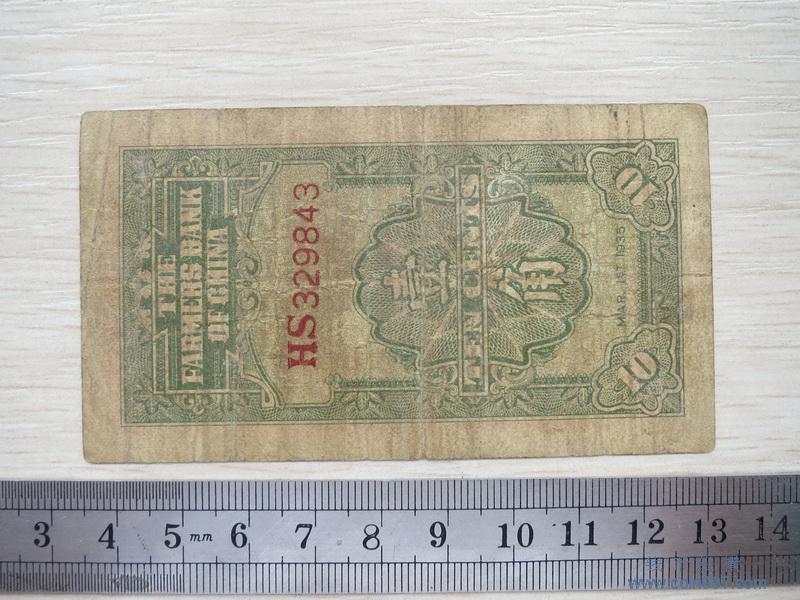 THE
FARMERS BANK
OF CHINA
HS329843
壹
TEN CENTS
角
MAR. 1ST 1935
10
10
3 4 5 mm 6 7 8 9 10 11 12 13 14